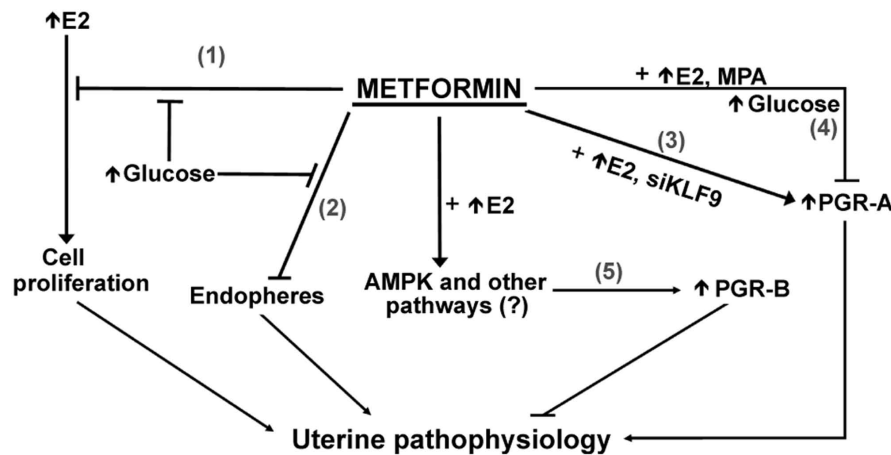 ↑E2
(1)
METFORMIN
+ ↑E2, MPA
↑Glucose
(4)
(3)
+ ↑E2, siKLF9
↑Glucose
(2)
+ ↑E2
↑PGR-A
Cell
proliferation
Endopheres
AMPK and other
pathways (?)
(5)
↑ PGR-B
Uterine pathophysiology